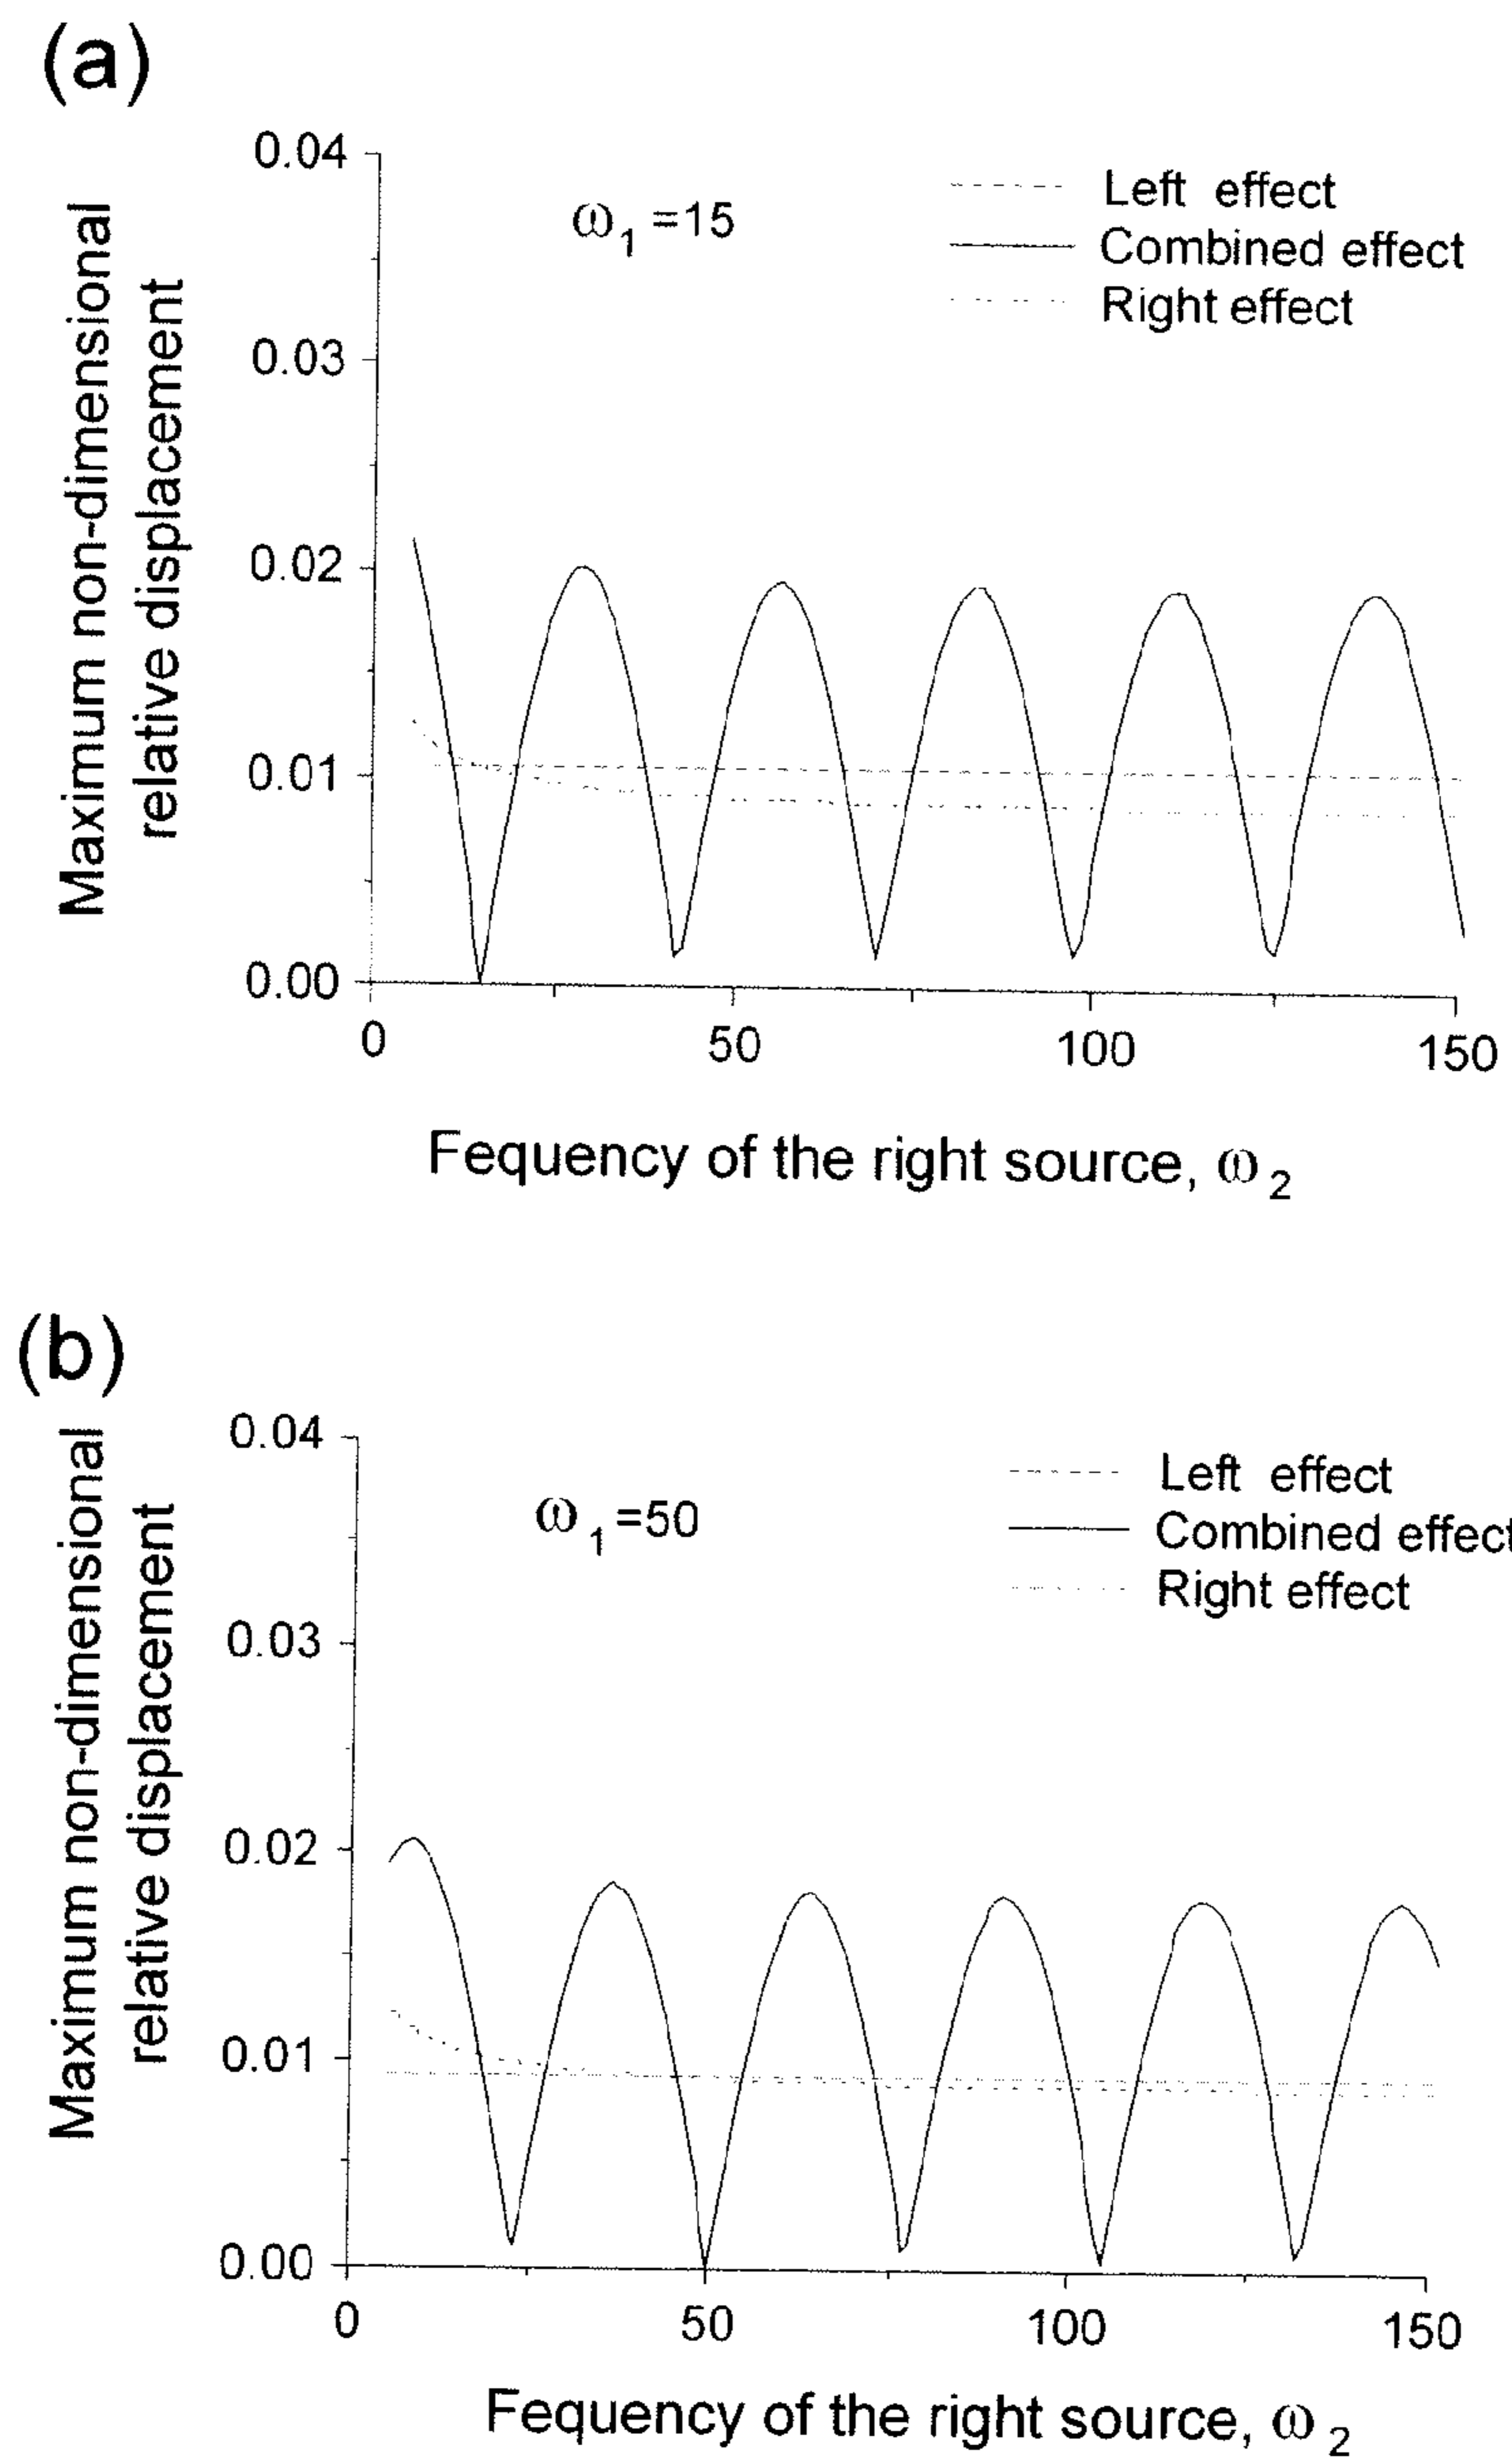 (a)
Maximum non-dimensional
relative displacement
0.04
0.03
0.02
0.01
0.00
ω1 =15
Left effect
Combined effect
Right effect
0 50 100 150
Fequency of the right source, ω2
(b)
Maximum non-dimensional
relative displacement
0.04
0.03
0.02
0.01
0.00
ω1 =50
Left effect
Combined effect
Right effect
0 50 100 150
Fequency of the right source, ω2